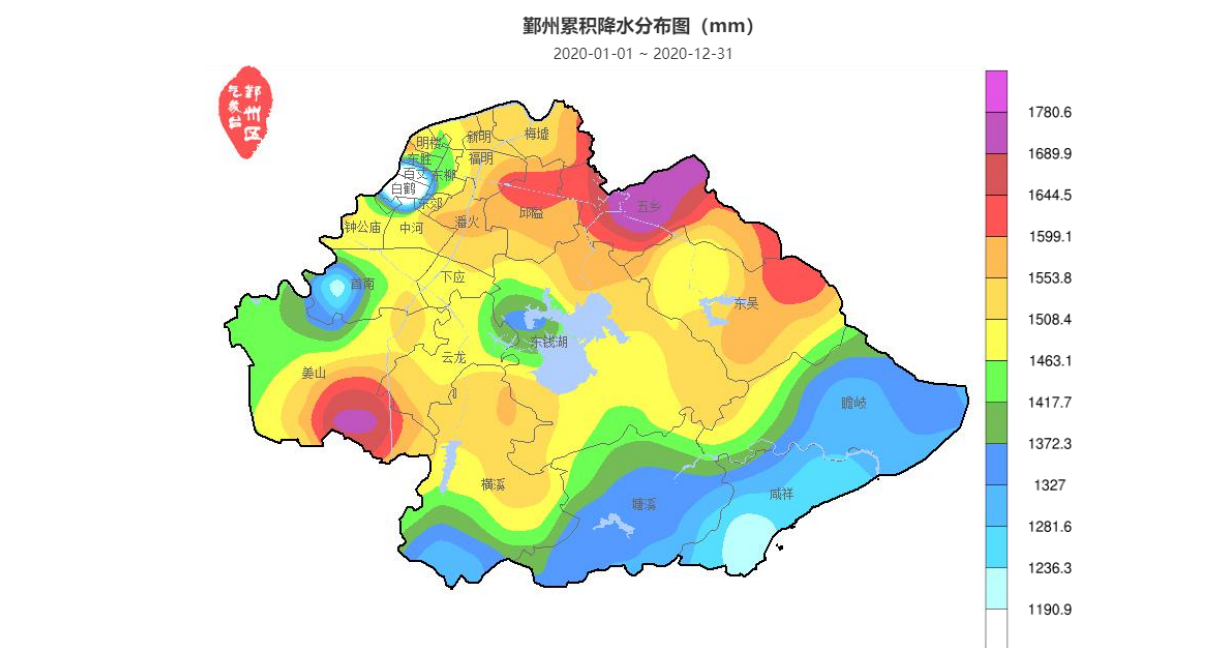 鄞州累积降水分布图（mm）
2020-01-01 ~ 2020-12-31
鄞州区
气象台
1780.6
1689.9
1644.5
1599.1
1553.8
1508.4
1463.1
1417.7
1372.3
1327
1281.6
1236.3
1190.9
梅墟
新明
明楼
福明
东胜
百丈 东柳
白鹤
东郊
五乡
邱隘
潘火
钟公庙 中河
下应
首南
东吴
东钱湖
云龙
姜山
瞻岐
横溪
咸祥
塘溪